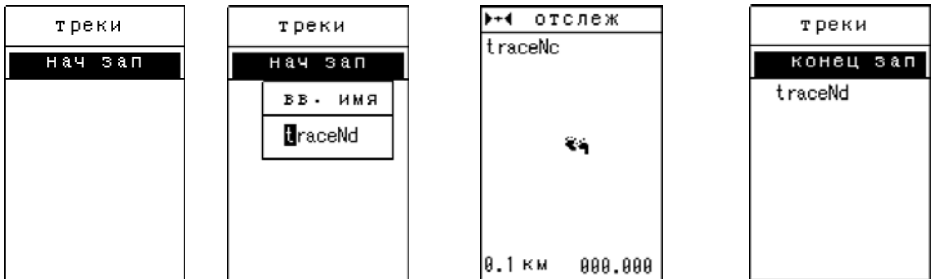 треки
нач зап
треки
нач зап
вв. имя
traceNd
отслеж
traceNc
0.1 км 000.000
треки
конец зап
traceNd